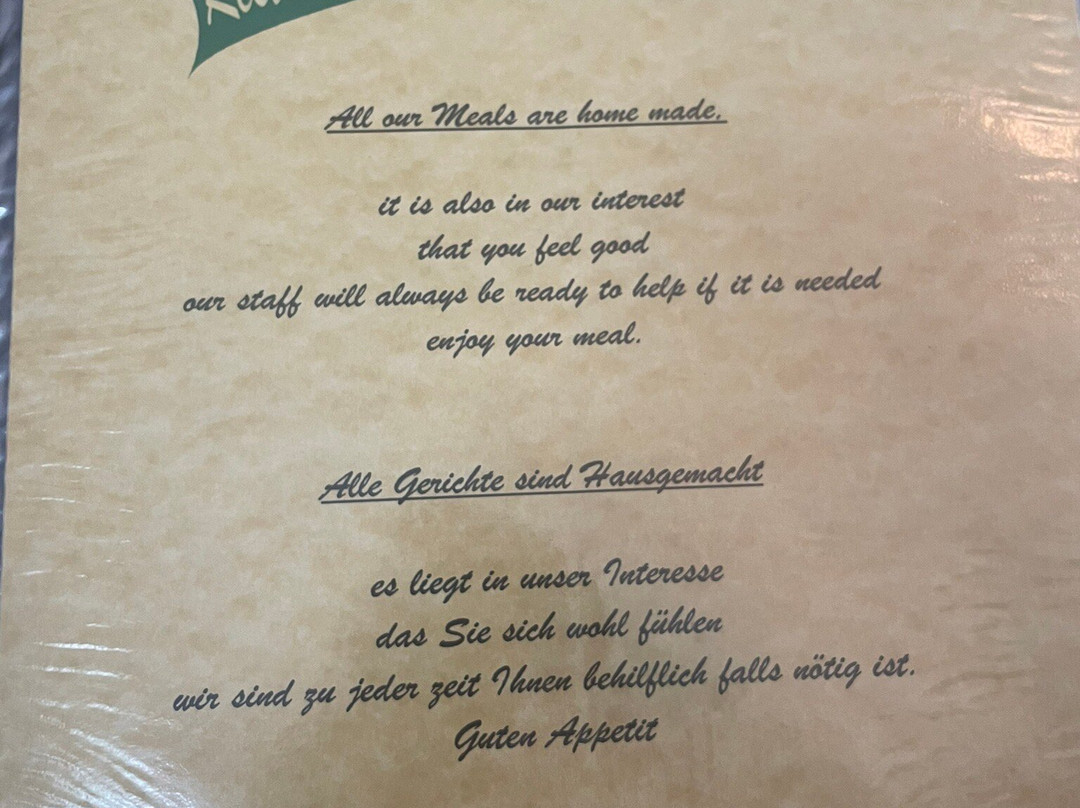 All our Meals are home made.
it is also in our interest
that you feel good
our staff will always be ready to help if it is needed
enjoy your meal.
Alle Gerichte sind Hausgemacht
es liegt in unser Interesse
das Sie sich wohl fühlen
wir sind zu jeder zeit Ihnen behilflich falls nötig ist.
Guten Appetit